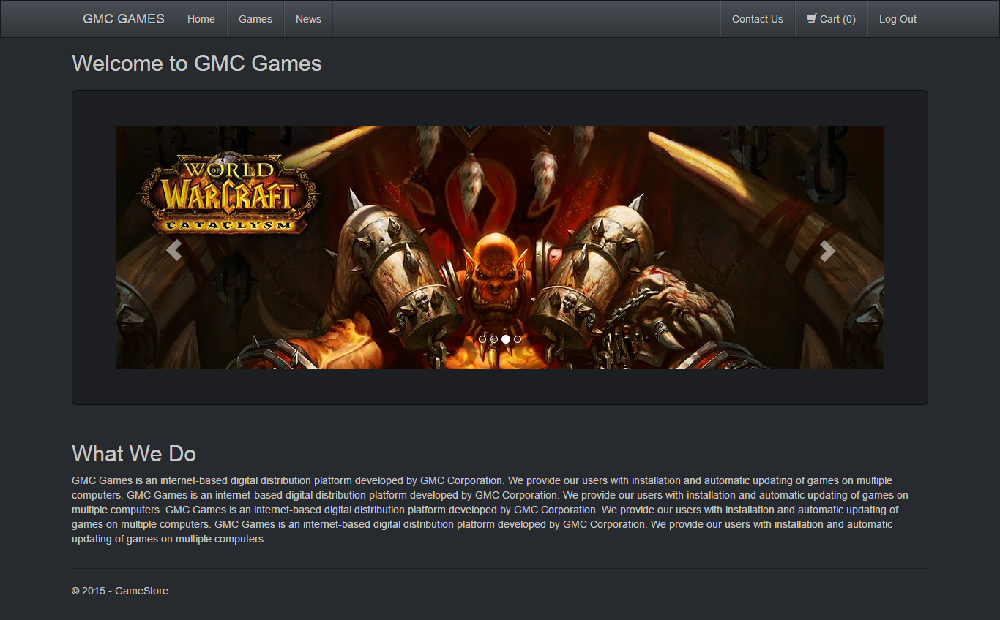 GMC GAMES Home Games News Contact Us Cart (0) Log Out
Welcome to GMC Games
WORLD OF WARCRAFT
CATACLYSM
What We Do
GMC Games is an internet-based digital distribution platform developed by GMC Corporation. We provide our users with installation and automatic updating of games on multiple
computers. GMC Games is an internet-based digital distribution platform developed by GMC Corporation. We provide our users with installation and automatic updating of games on
multiple computers. GMC Games is an internet-based digital distribution platform developed by GMC Corporation. We provide our users with installation and automatic updating of
games on multiple computers. GMC Games is an internet-based digital distribution platform developed by GMC Corporation. We provide our users with installation and automatic
updating of games on multiple computers.
© 2015 - GameStore